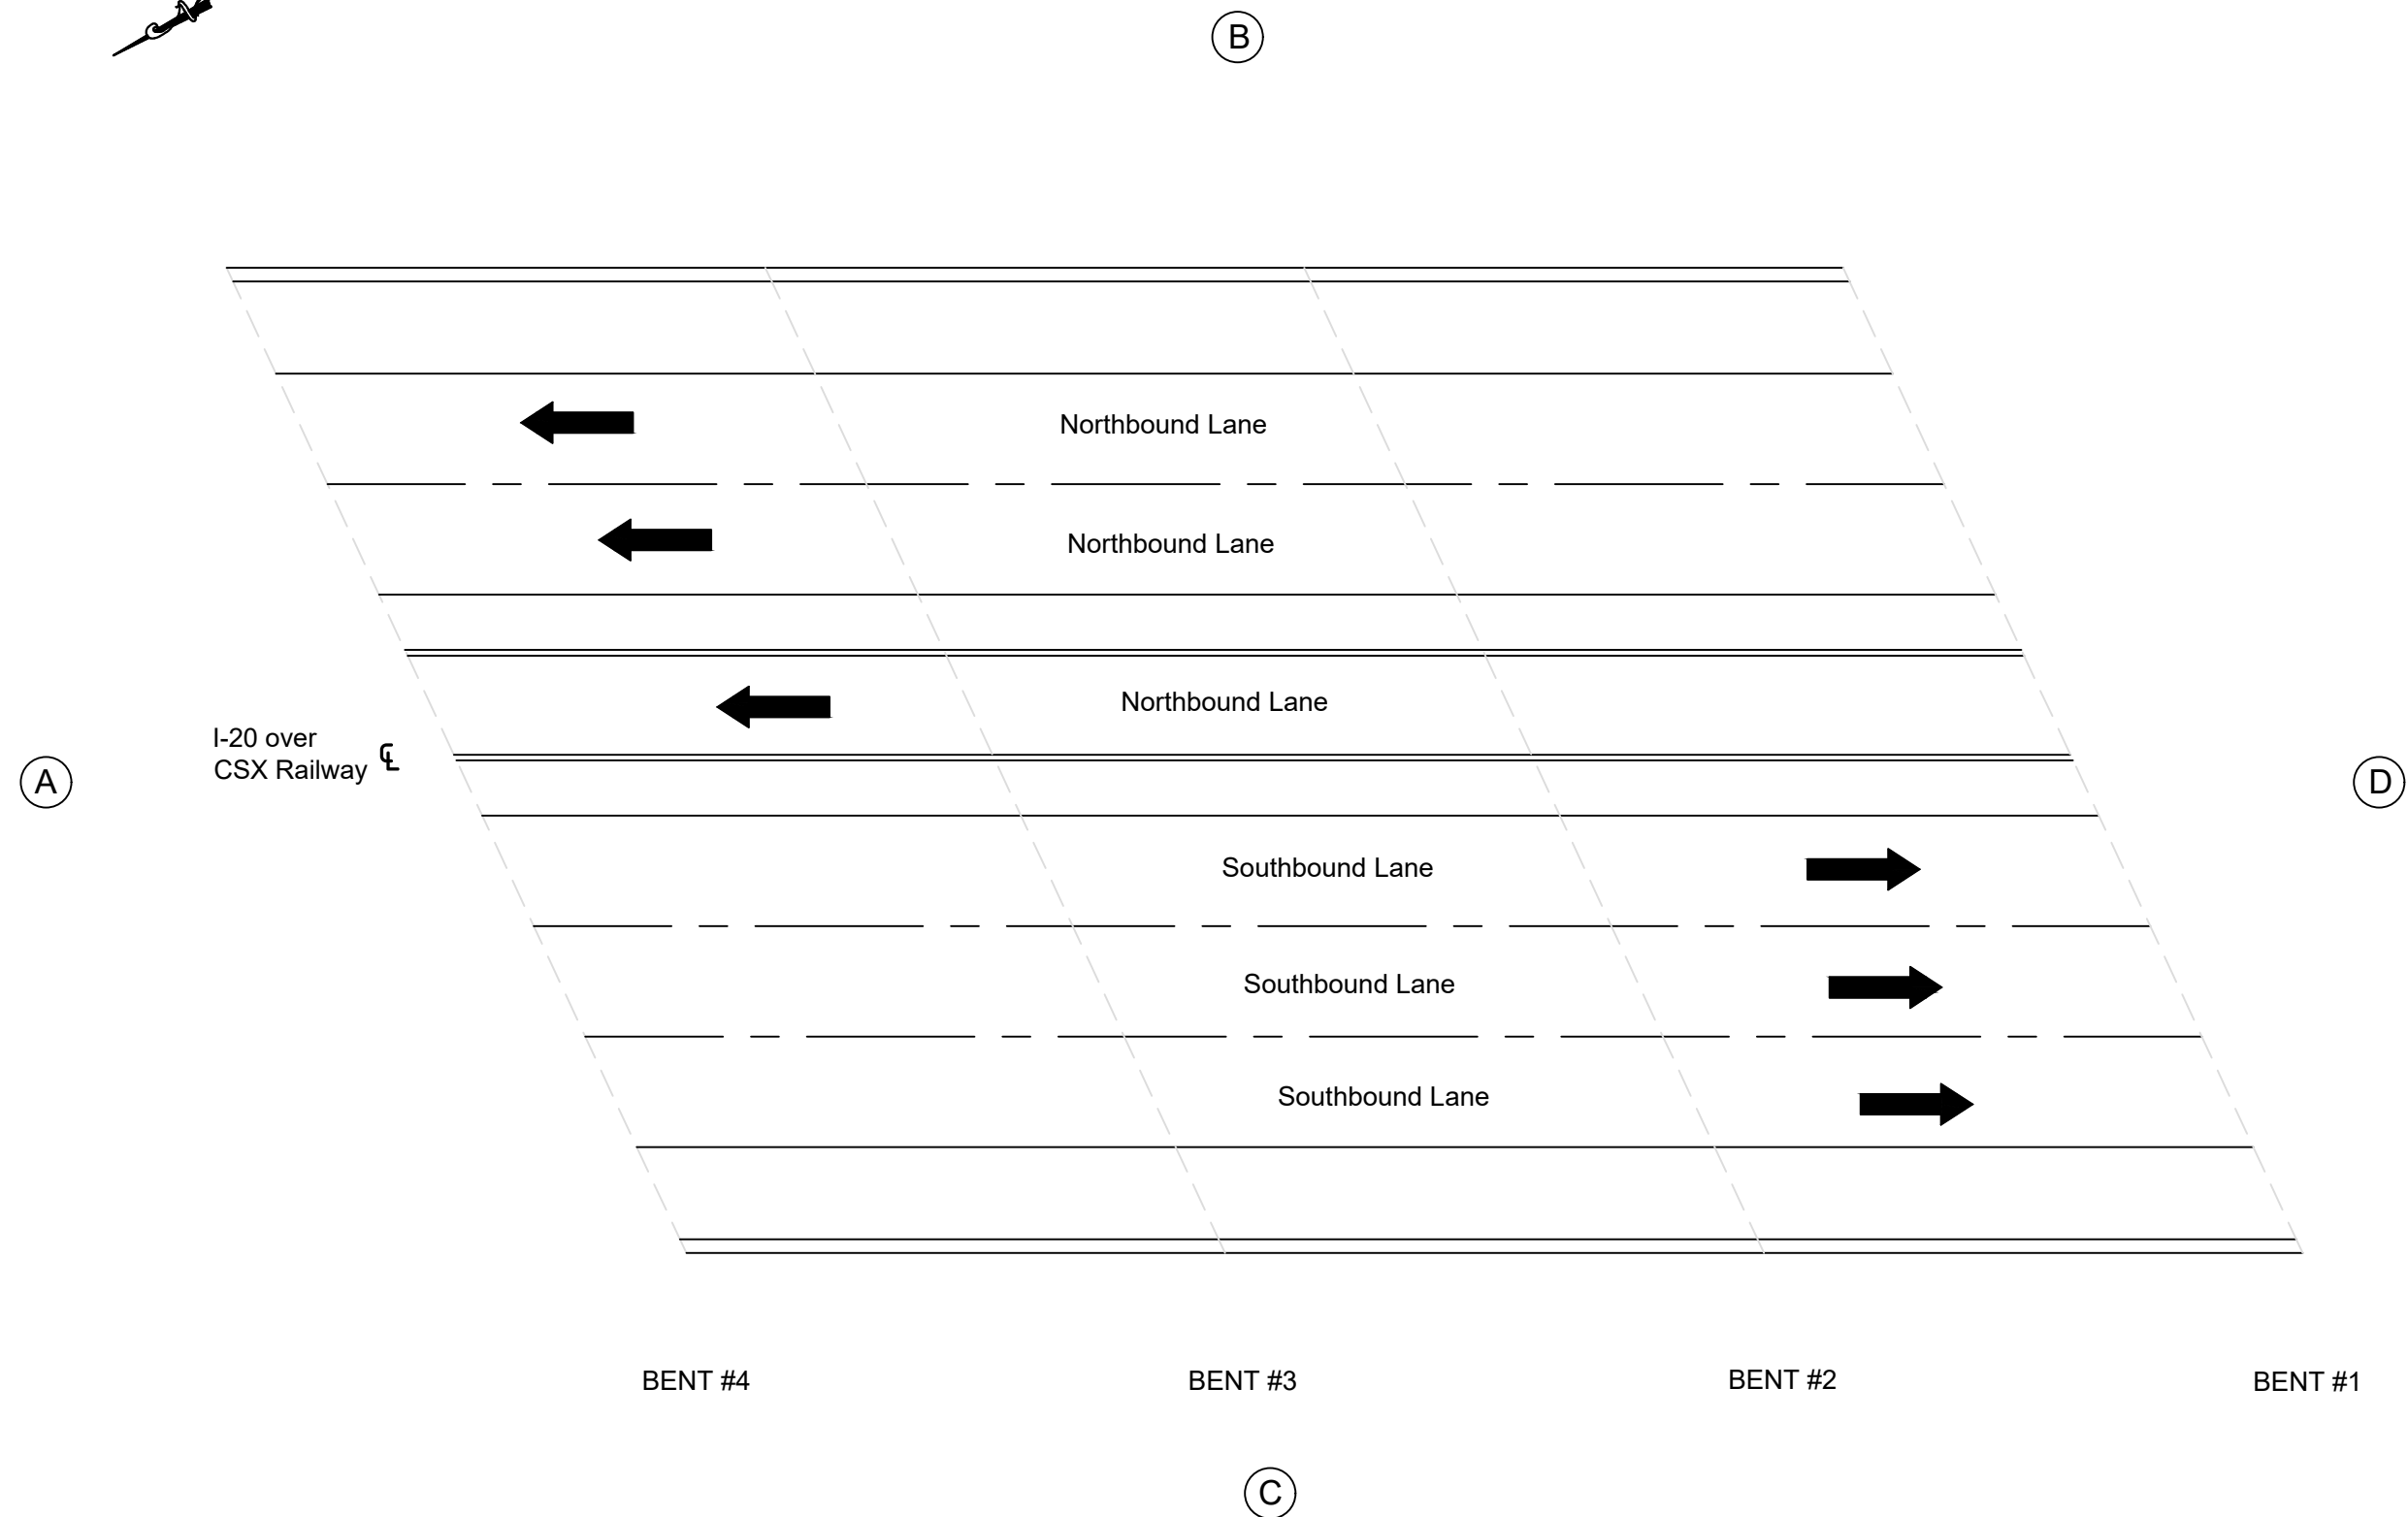 B
Northbound Lane
Northbound Lane
Northbound Lane
I-20 over
CSX Railway ℄
A
D
Southbound Lane
Southbound Lane
Southbound Lane
BENT #4
BENT #3
BENT #2
BENT #1
C